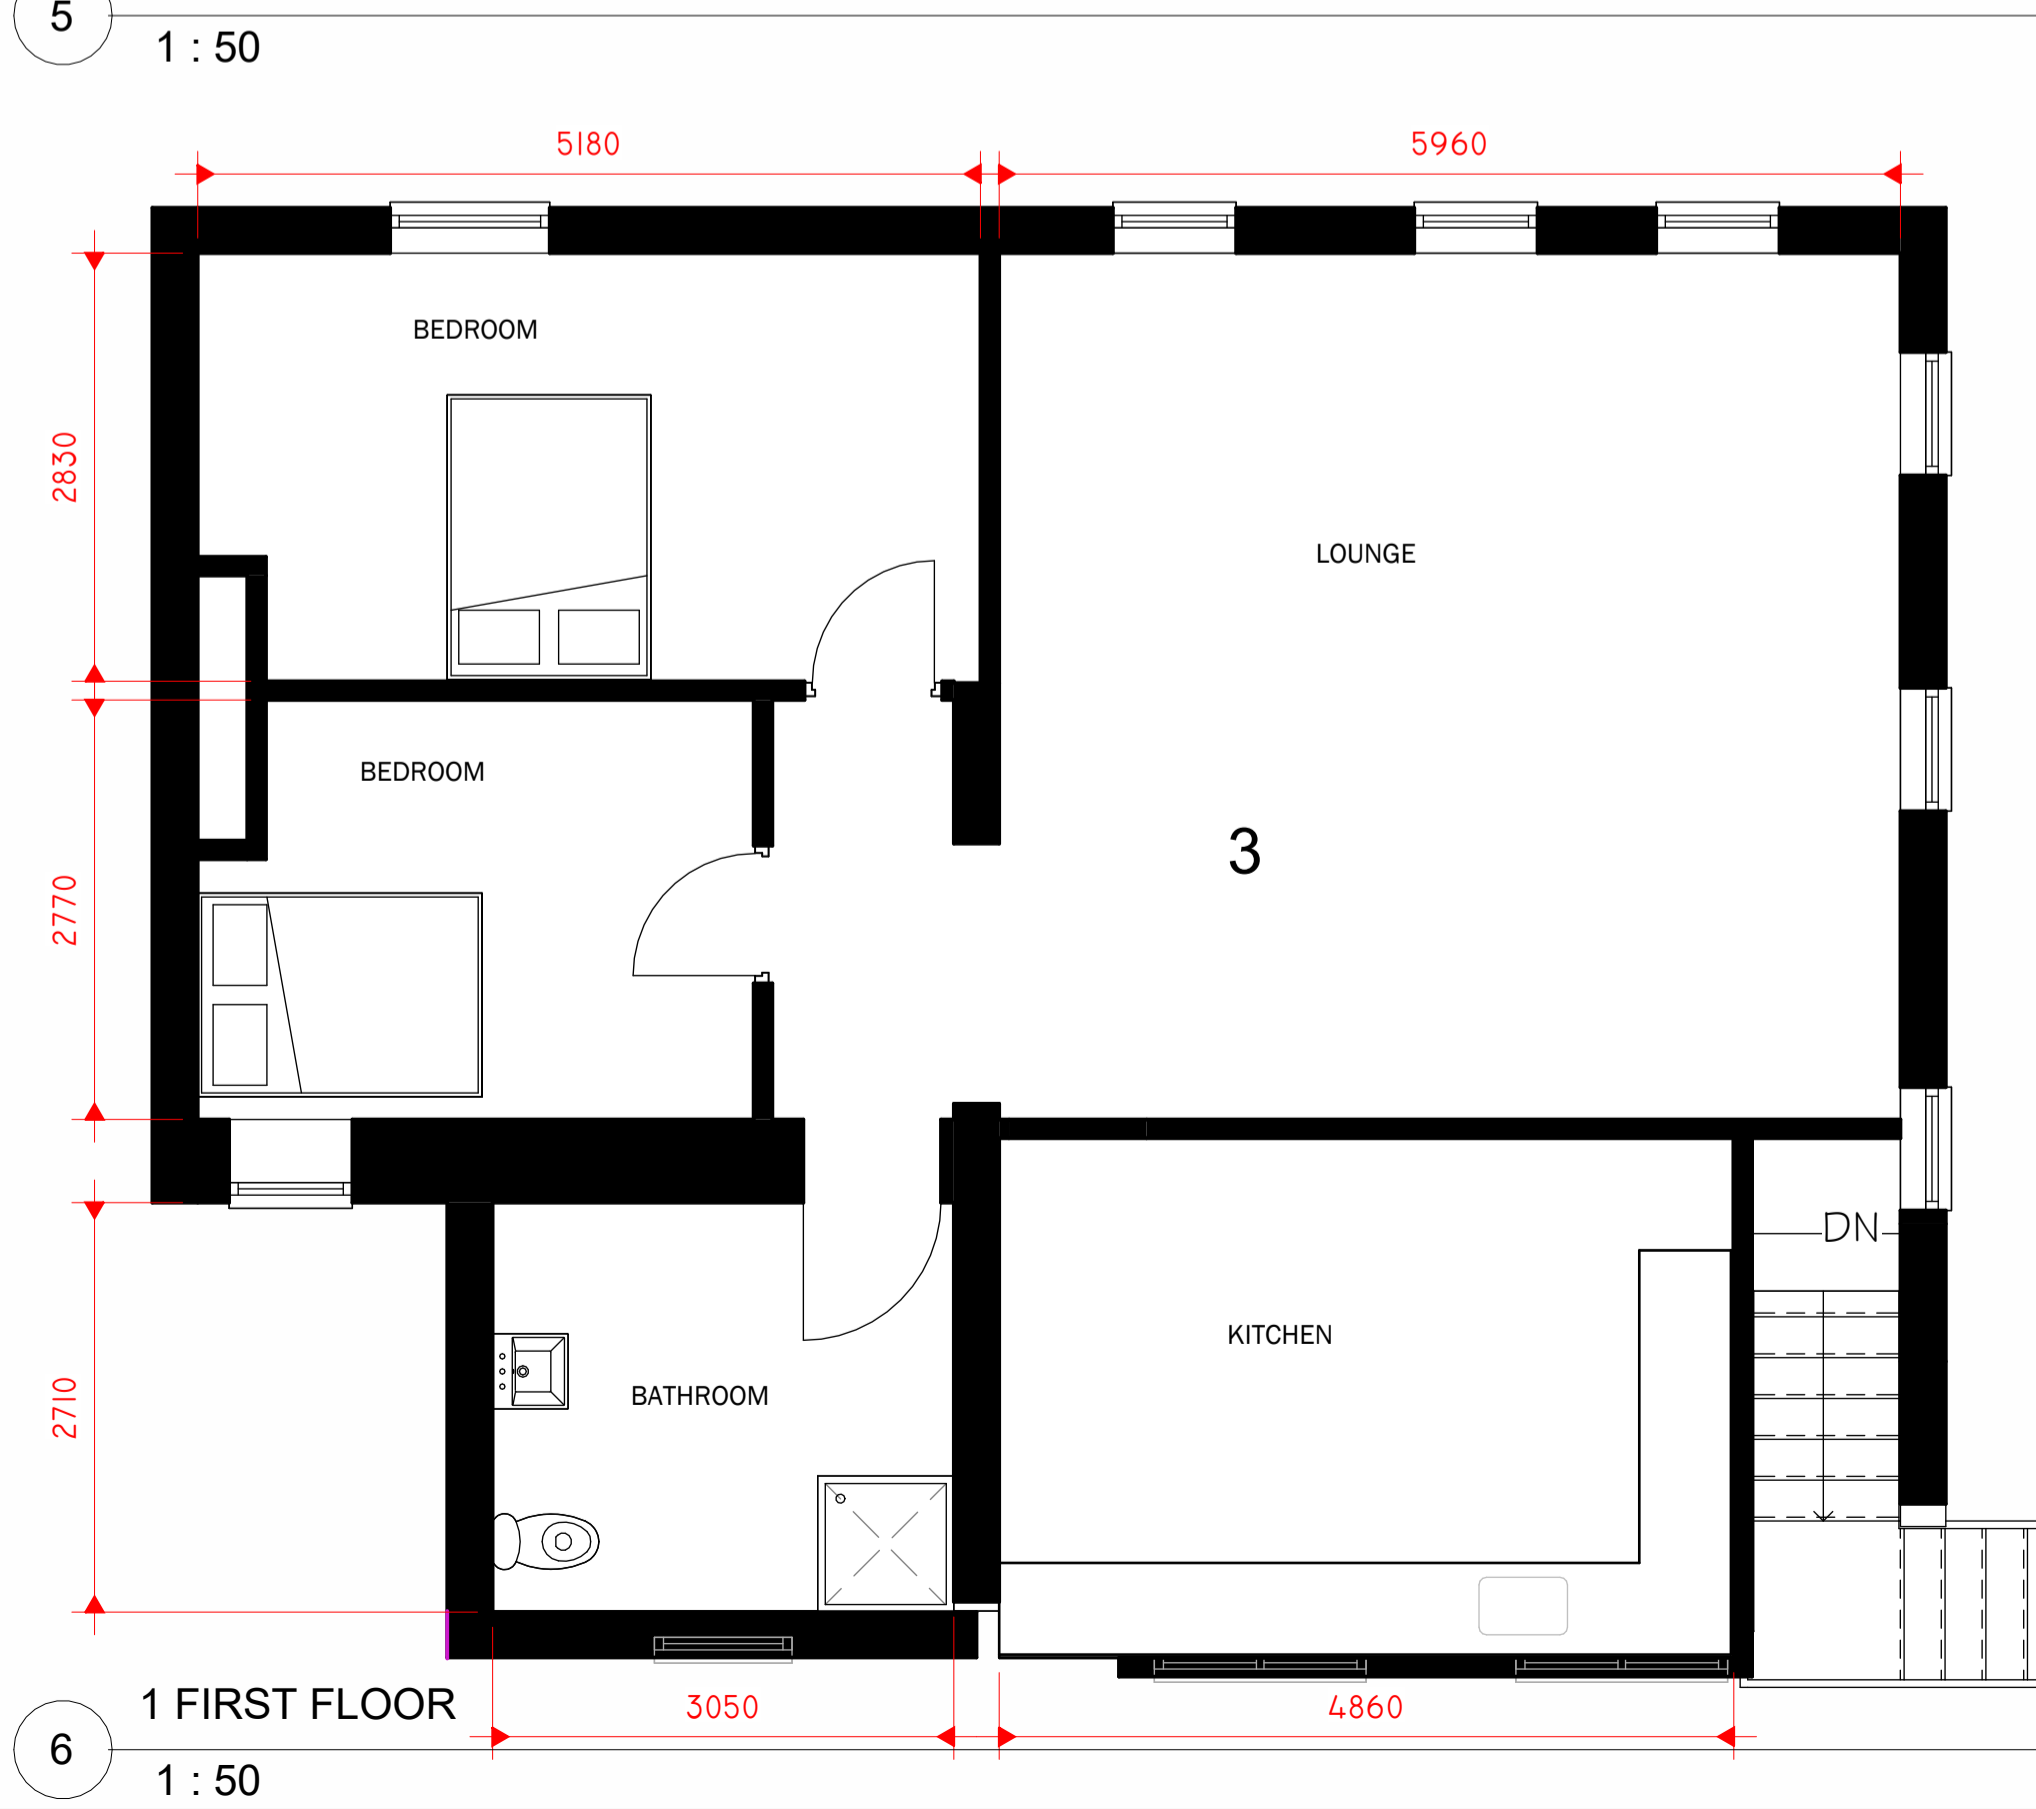 5
1 : 50
5180
5960
BEDROOM
2830
LOUNGE
BEDROOM
3
2770
DN
KITCHEN
BATHROOM
2710
1 FIRST FLOOR
3050
4860
6
1 : 50